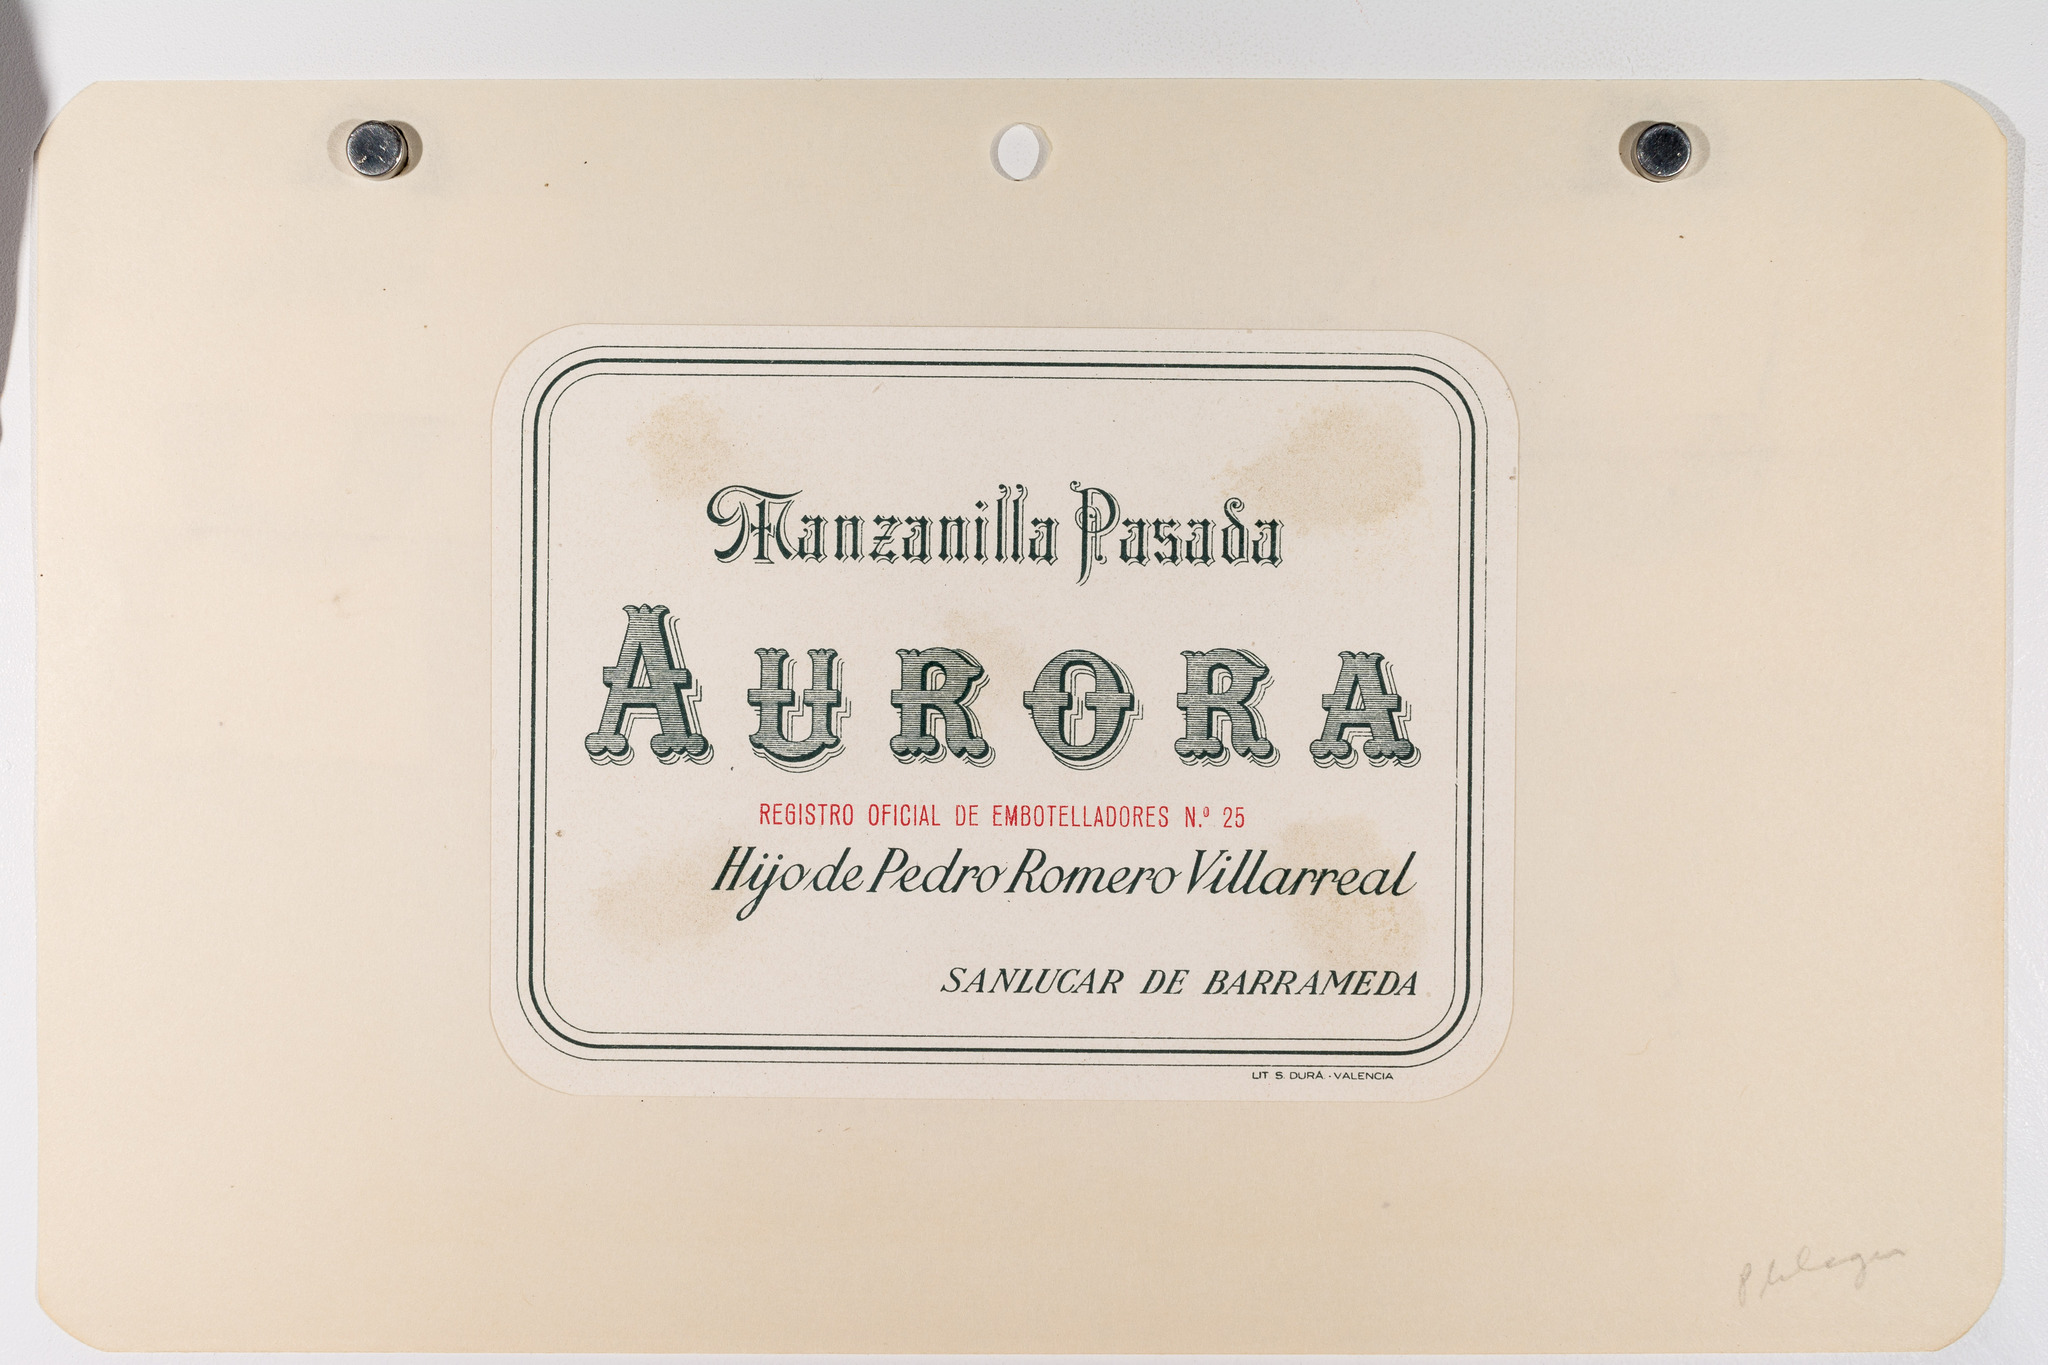 Manzanilla Pasada
AURORA
REGISTRO OFICIAL DE EMBOTELLADORES N.º 25
Hijo de Pedro Romero Villarreal
SANLUCAR DE BARRAMEDA
LIT. S. DURÁ. - VALENCIA